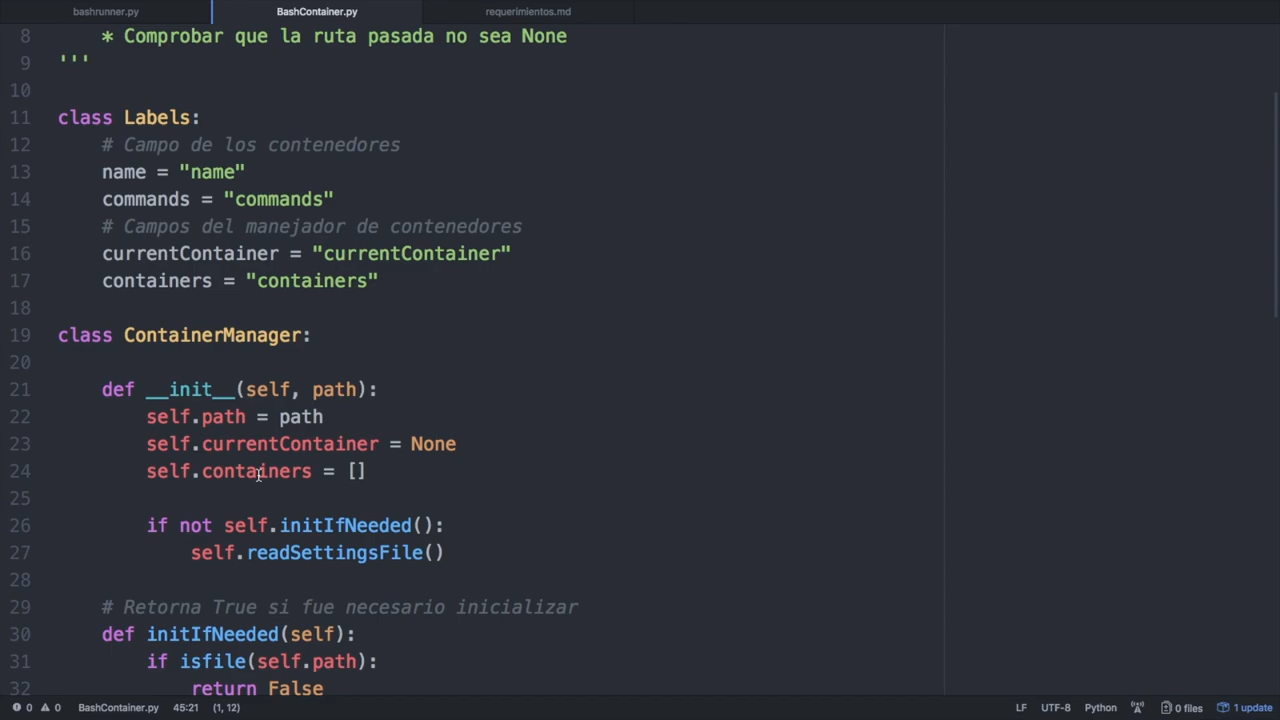 bashrunner.py BashContainer.py requerimientos.md
8 * Comprobar que la ruta pasada no sea None
9 '''
10
11 class Labels:
12 # Campo de los contenedores
13 name = "name"
14 commands = "commands"
15 # Campos del manejador de contenedores
16 currentContainer = "currentContainer"
17 containers = "containers"
18
19 class ContainerManager:
20
21 def __init__(self, path):
22 self.path = path
23 self.currentContainer = None
24 self.containers = []
25
26 if not self.initIfNeeded():
27 self.readSettingsFile()
28
29 # Retorna True si fue necesario inicializar
30 def initIfNeeded(self):
31 if isfile(self.path):
32 return False
0 0 BashContainer.py 45:21 (1, 12) LF UTF-8 Python 0 files 1 update